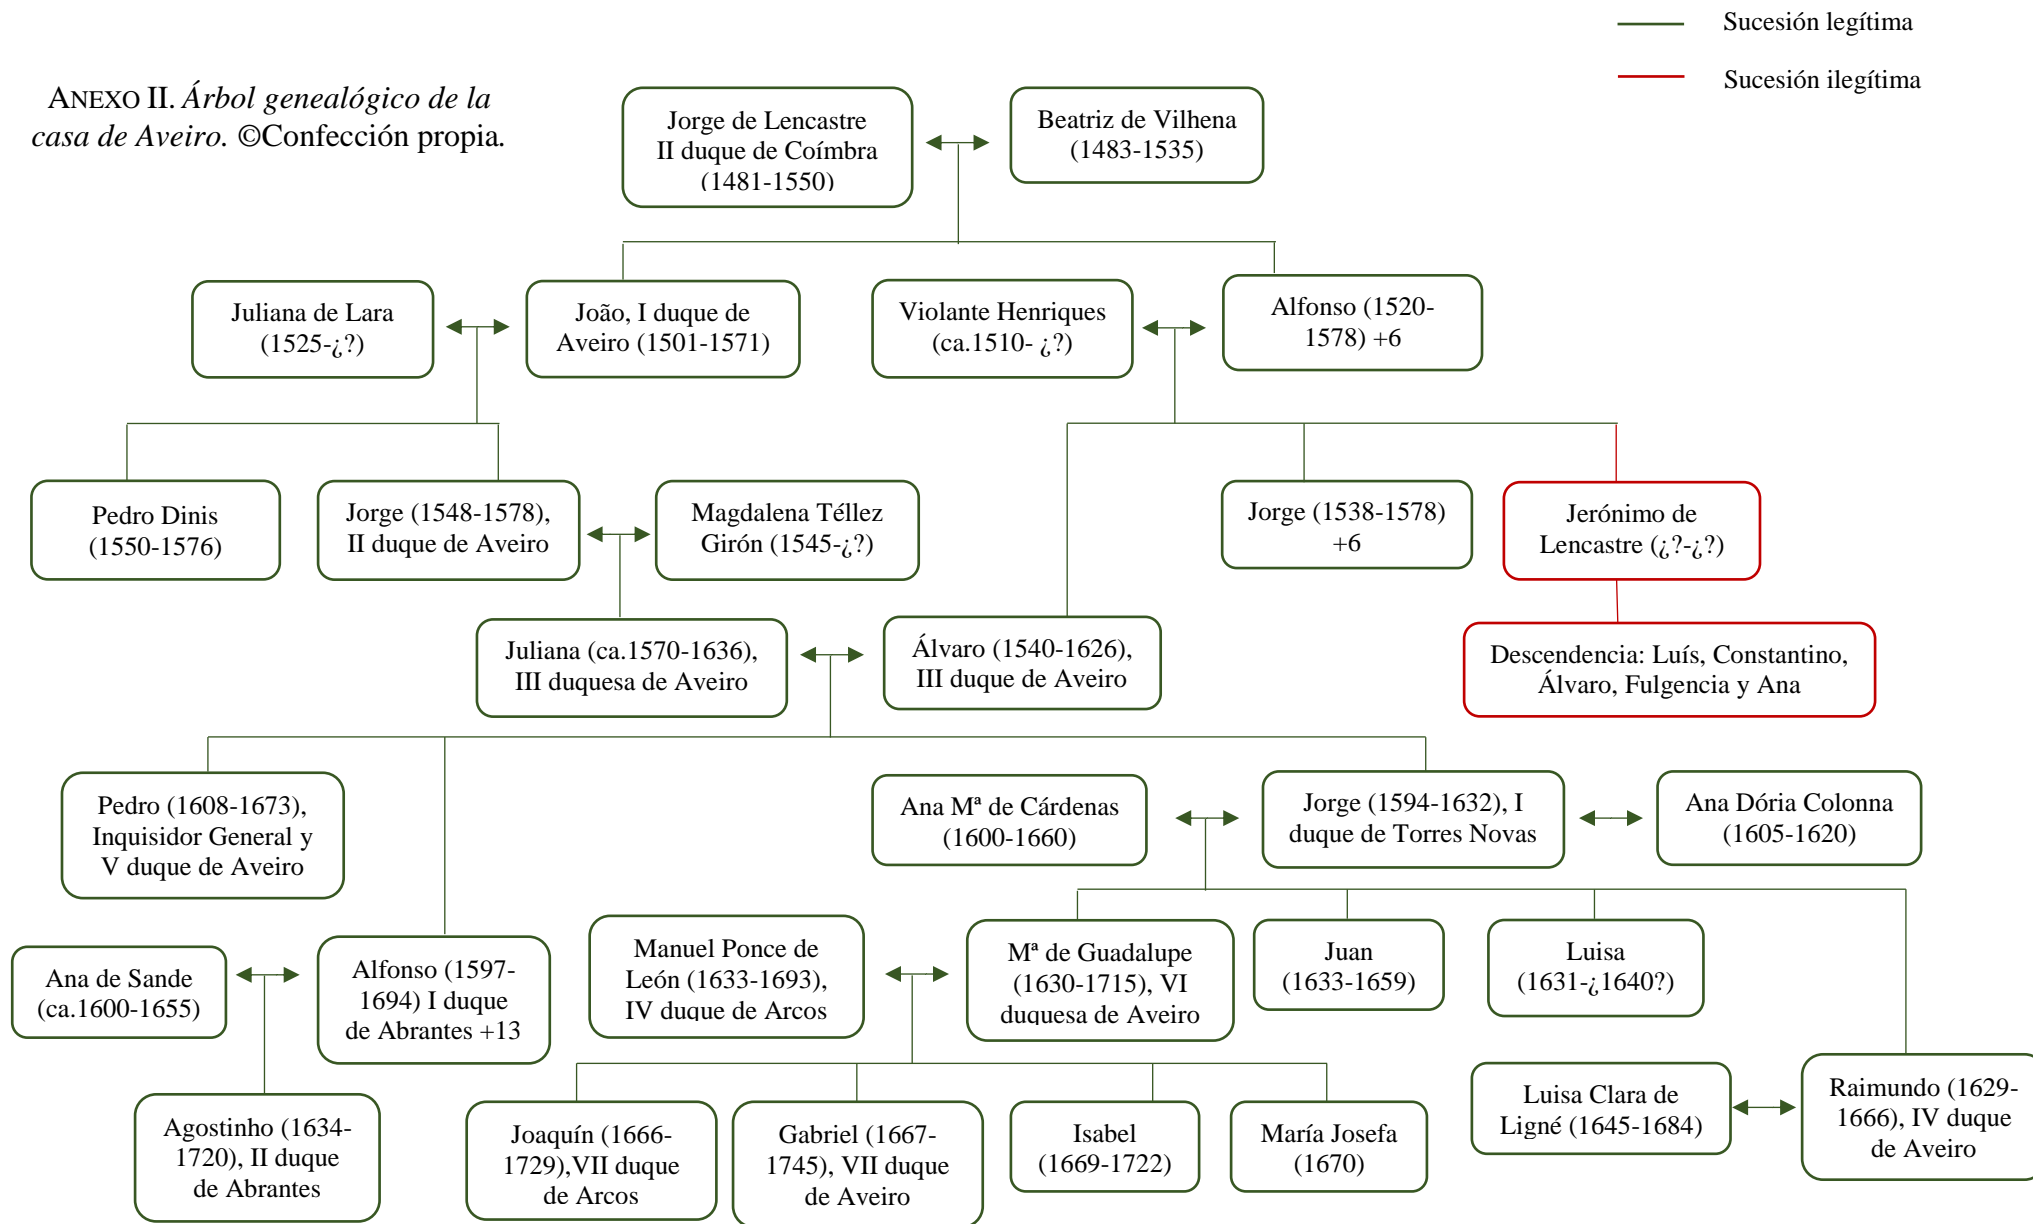 Sucesión legítima
Sucesión ilegítima
ANEXO II. Árbol genealógico de la
casa de Aveiro. ©Confección propia.
Jorge de Lencastre
II duque de Coímbra
(1481-1550)
Beatriz de Vilhena
(1483-1535)
Juliana de Lara
(1525-¿?)
João, I duque de
Aveiro (1501-1571)
Violante Henriques
(ca.1510- ¿?)
Alfonso (1520-
1578) +6
Pedro Dinis
(1550-1576)
Jorge (1548-1578),
II duque de Aveiro
Magdalena Téllez
Girón (1545-¿?)
Jorge (1538-1578)
+6
Jerónimo de
Lencastre (¿?-¿?)
Juliana (ca.1570-1636),
III duquesa de Aveiro
Álvaro (1540-1626),
III duque de Aveiro
Descendencia: Luís, Constantino,
Álvaro, Fulgencia y Ana
Pedro (1608-1673),
Inquisidor General y
V duque de Aveiro
Ana Mª de Cárdenas
(1600-1660)
Jorge (1594-1632), I
duque de Torres Novas
Ana Dória Colonna
(1605-1620)
Ana de Sande
(ca.1600-1655)
Alfonso (1597-
1694) I duque
de Abrantes +13
Manuel Ponce de
León (1633-1693),
IV duque de Arcos
Mª de Guadalupe
(1630-1715), VI
duquesa de Aveiro
Juan
(1633-1659)
Luisa
(1631-¿1640?)
Agostinho (1634-
1720), II duque
de Abrantes
Joaquín (1666-
1729),VII duque
de Arcos
Gabriel (1667-
1745), VII duque
de Aveiro
Isabel
(1669-1722)
María Josefa
(1670)
Luisa Clara de
Ligné (1645-1684)
Raimundo (1629-
1666), IV duque
de Aveiro